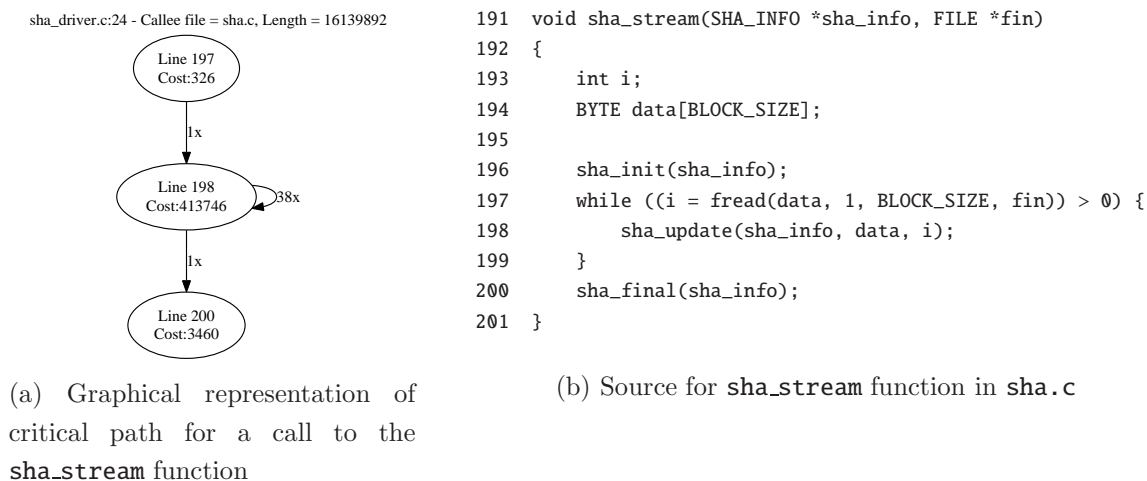 sha_driver.c:24 - Callee file = sha.c, Length = 16139892
Line 197
Cost:326
1x
Line 198
Cost:413746
38x
1x
Line 200
Cost:3460
(a) Graphical representation of
critical path for a call to the
sha_stream function
191 void sha_stream(SHA_INFO *sha_info, FILE *fin)
192 {
193     int i;
194     BYTE data[BLOCK_SIZE];
195
196     sha_init(sha_info);
197     while ((i = fread(data, 1, BLOCK_SIZE, fin)) > 0) {
198         sha_update(sha_info, data, i);
199     }
200     sha_final(sha_info);
201 }
(b) Source for sha_stream function in sha.c